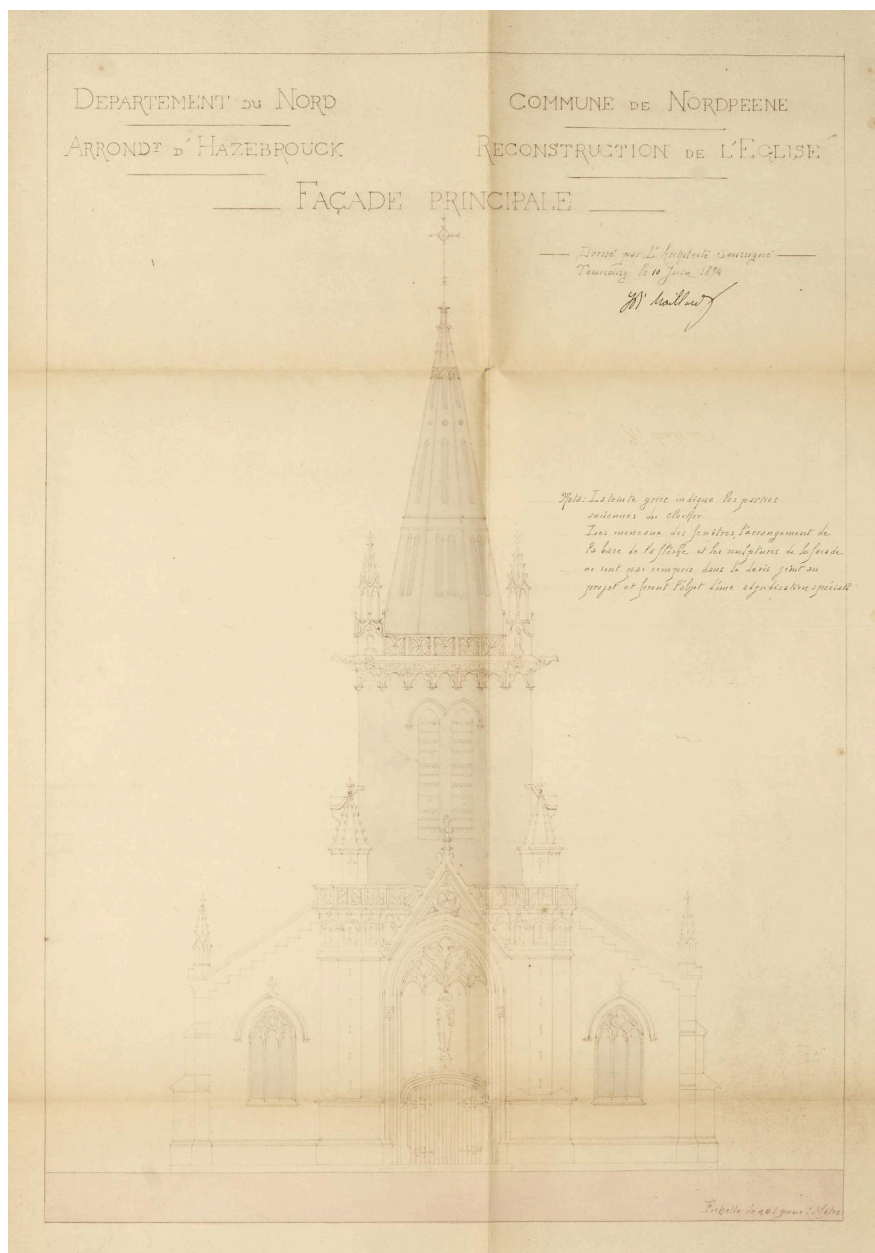 DEPARTEMENT DU NORD
COMMUNE DE NORDPEENE
ARRONDT D'HAZEBROUCK
RECONSTRUCTION DE L'EGLISE
FAÇADE PRINCIPALE
Dressé par L'Architecte Soussigné
Tourcoing le 10 Juin 1894
Maillard
Nota: La teinte grise indique les parties
anciennes du clocher.
Les meneaux des fenêtres, l'arrangement de
la base de la flèche et les sculptures de la façade
ne sont pas compris dans le devis joint au
projet et feront l'objet d'une adjudication spéciale
Echelle de 0.01 pour 1 Mètre